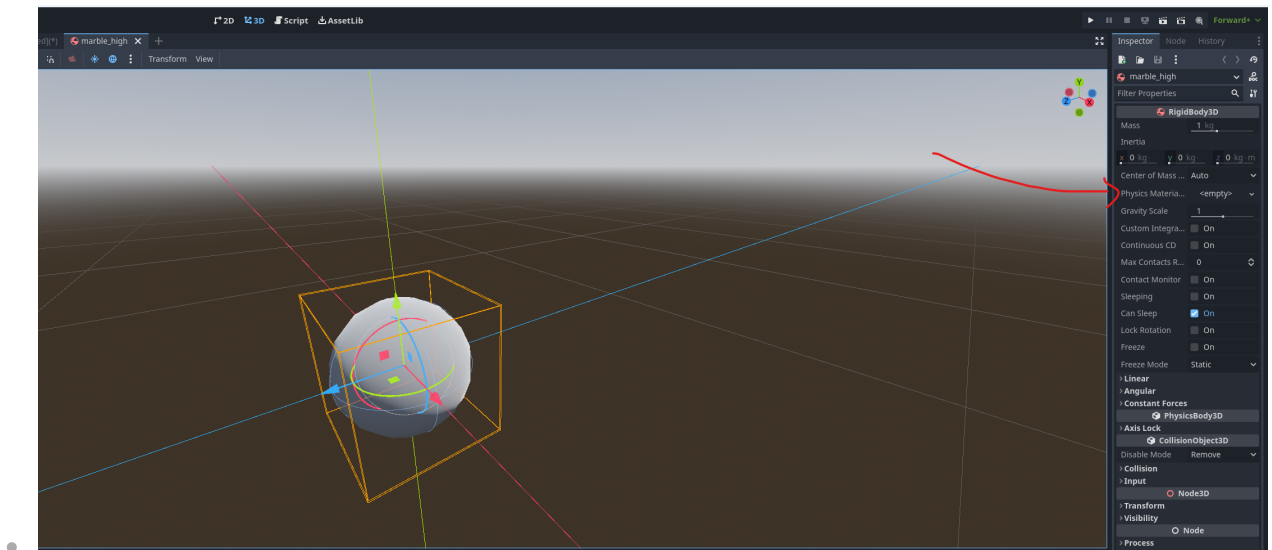 2D 3D Script AssetLib Forward+
ed](*) marble_high Inspector Node History
Transform View
marble_high
Filter Properties
Y
Z X
RigidBody3D
Mass 1 kg
Inertia
x 0 kg y 0 kg z 0 kg·m
Center of Mass ... Auto
Physics Materia... <empty>
Gravity Scale 1
Custom Integra... On
Continuous CD On
Max Contacts R... 0
Contact Monitor On
Sleeping On
Can Sleep On
Lock Rotation On
Freeze On
Freeze Mode Static
Linear
Angular
Constant Forces
PhysicsBody3D
Axis Lock
CollisionObject3D
Disable Mode Remove
Collision
Input
Node3D
Transform
Visibility
Node
Process